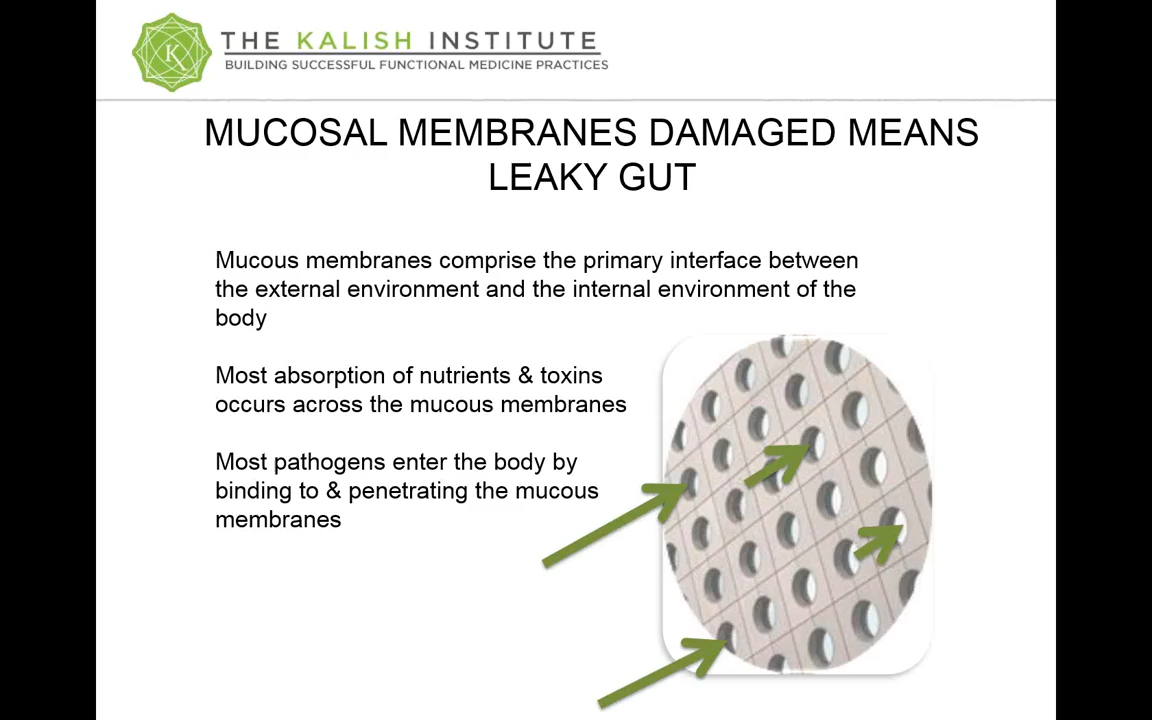 THE KALISH INSTITUTE
BUILDING SUCCESSFUL FUNCTIONAL MEDICINE PRACTICES
MUCOSAL MEMBRANES DAMAGED MEANS
LEAKY GUT
Mucous membranes comprise the primary interface between
the external environment and the internal environment of the
body
Most absorption of nutrients & toxins
occurs across the mucous membranes
Most pathogens enter the body by
binding to & penetrating the mucous
membranes